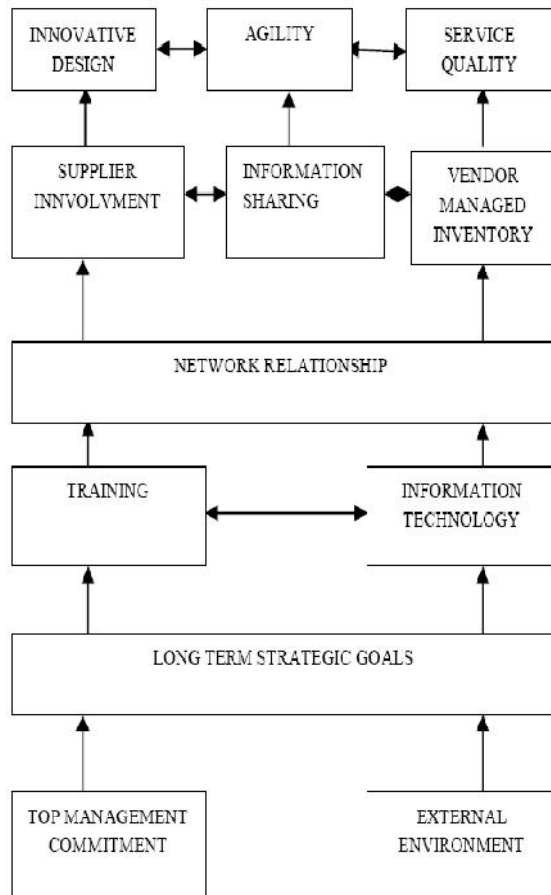 INNOVATIVE
DESIGN
AGILITY
SERVICE
QUALITY
SUPPLIER
INNVOLVMENT
INFORMATION
SHARING
VENDOR
MANAGED
INVENTORY
NETWORK RELATIONSHIP
TRAINING
INFORMATION
TECHNOLOGY
LONG TERM STRATEGIC GOALS
TOP MANAGEMENT
COMMITMENT
EXTERNAL
ENVIRONMENT